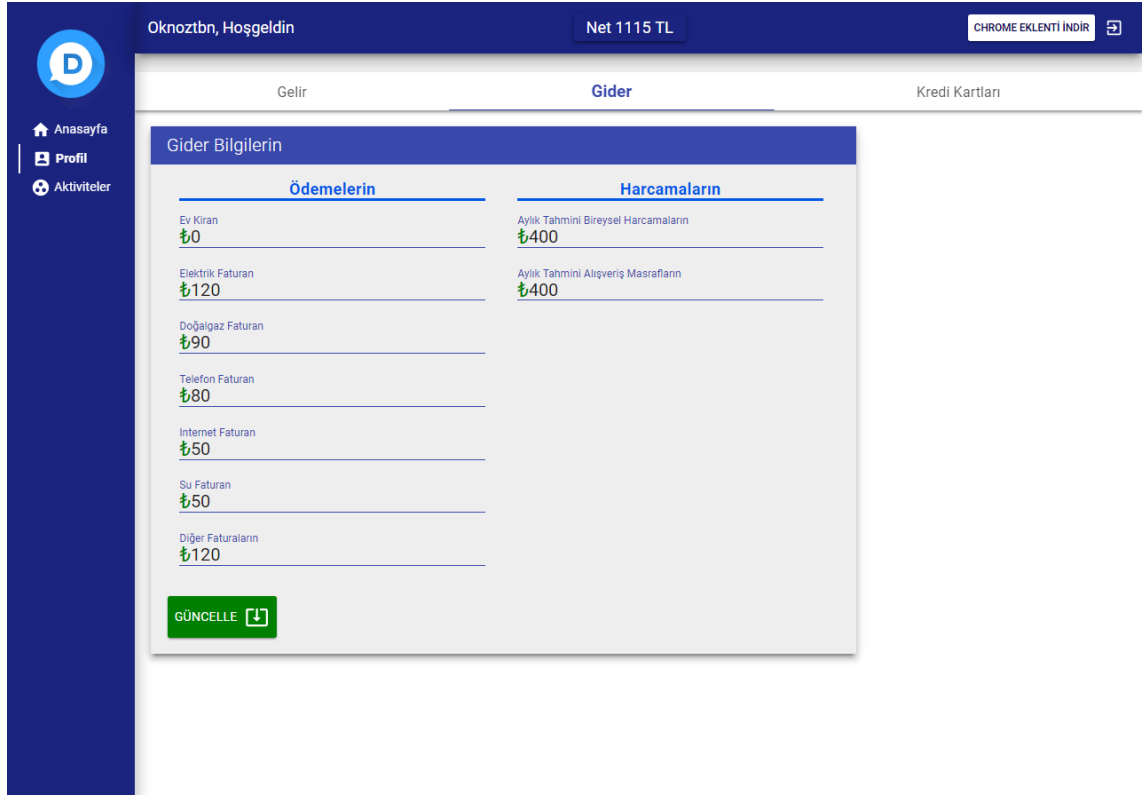 D
Oknoztbn, Hoşgeldin
Net 1115 TL
CHROME EKLENTİ İNDİR
Anasayfa
Profil
Aktiviteler
Gelir
Gider
Kredi Kartları
Gider Bilgilerin
Ödemelerin
Ev Kiran
₺0
Elektrik Faturan
₺120
Doğalgaz Faturan
₺90
Telefon Faturan
₺80
Internet Faturan
₺50
Su Faturan
₺50
Diğer Faturaların
₺120
Harcamaların
Aylık Tahmini Bireysel Harcamaların
₺400
Aylık Tahmini Alışveriş Masrafların
₺400
GÜNCELLE